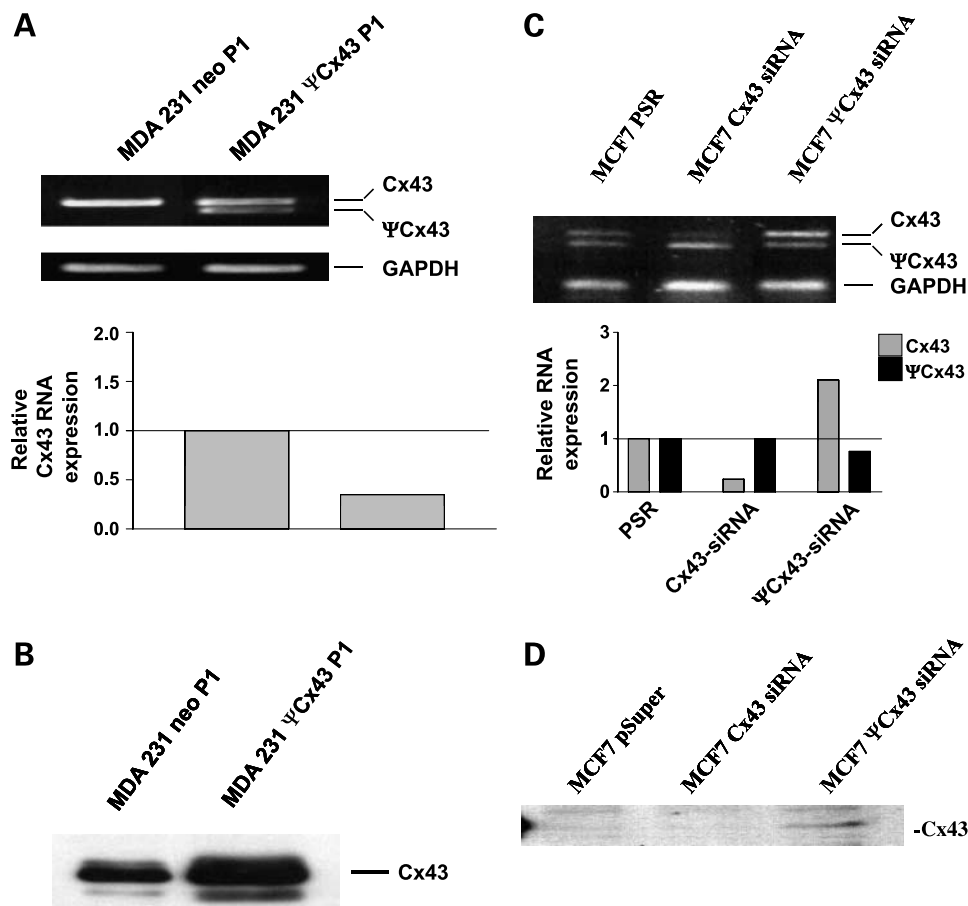 A
MDA 231 neo P1
MDA 231 ΨCx43 P1
Cx43
ΨCx43
GAPDH
Relative
Cx43 RNA
expression
2.0
1.5
1.0
0.5
0.0
B
MDA 231 neo P1
MDA 231 ΨCx43 P1
Cx43
C
MCF7 PSR
MCF7 Cx43 siRNA
MCF7 ΨCx43 siRNA
Cx43
ΨCx43
GAPDH
Relative RNA
expression
3
2
1
0
Cx43
ΨCx43
PSR
Cx43-siRNA
ΨCx43-siRNA
D
MCF7 pSuper
MCF7 Cx43 siRNA
MCF7 ΨCx43 siRNA
-Cx43